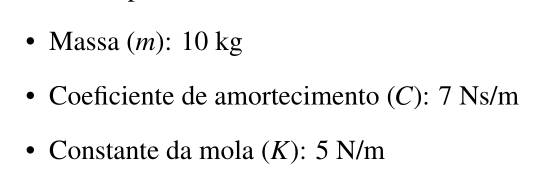 • Massa (m): 10 kg
• Coeficiente de amortecimento (C): 7 Ns/m
• Constante da mola (K): 5 N/m